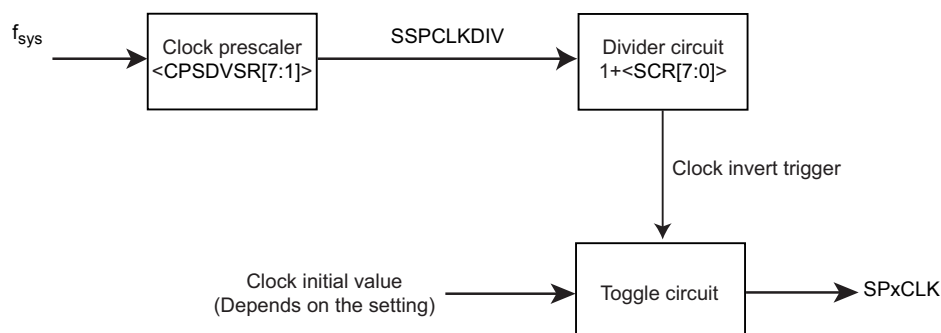 fsys
Clock prescaler
<CPSDVSR[7:1]>
SSPCLKDIV
Divider circuit
1+<SCR[7:0]>
Clock invert trigger
Clock initial value
(Depends on the setting)
Toggle circuit
SPxCLK